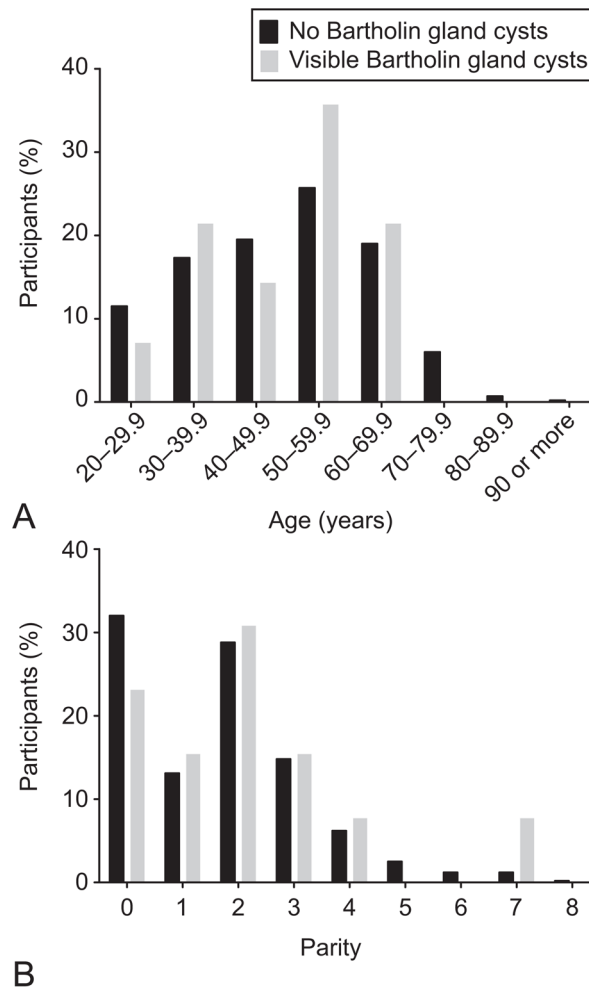 No Bartholin gland cysts
Visible Bartholin gland cysts
40
30
20
10
0
Participants (%)
20–29.9
30–39.9
40–49.9
50–59.9
60–69.9
70–79.9
80–89.9
90 or more
Age (years)
A
40
30
20
10
0
Participants (%)
0 1 2 3 4 5 6 7 8
Parity
B